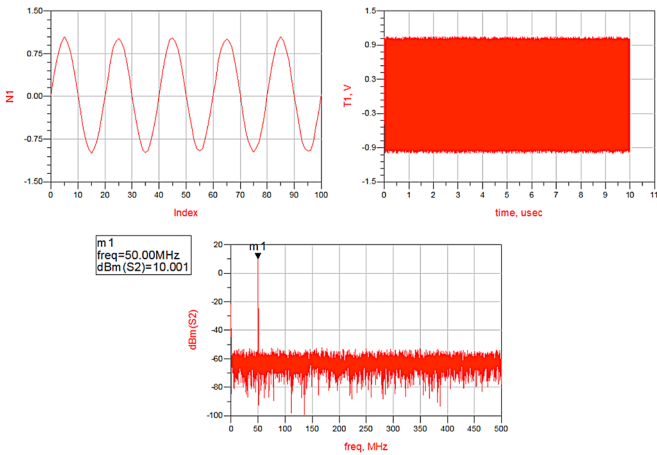 1.50
0.75
0.00
-0.75
-1.50
N1
0 10 20 30 40 50 60 70 80 90 100
Index
1.5
0.9
0.3
-0.3
-0.9
-1.5
T1, V
0 1 2 3 4 5 6 7 8 9 10 11
time, usec
m1
freq=50.00MHz
dBm(S2)=10.001
m1
20
0
-20
-40
-60
-80
-100
dBm(S2)
0 50 100 150 200 250 300 350 400 450 500
freq, MHz